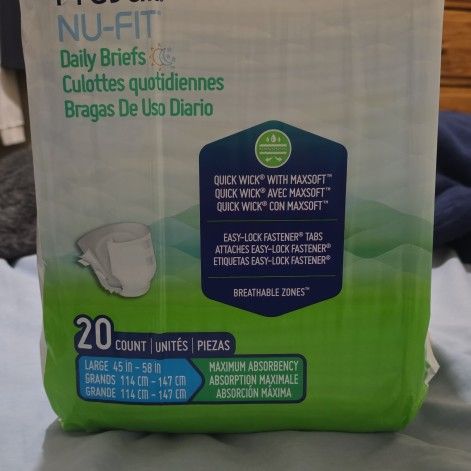 NU-FIT®
Daily Briefs
Culottes quotidiennes
Bragas De Uso Diario
QUICK WICK® WITH MAXSOFT™
QUICK WICK® AVEC MAXSOFT™
QUICK WICK® CON MAXSOFT™
EASY-LOCK FASTENER® TABS
ATTACHES EASY-LOCK FASTENER®
ETIQUETAS EASY-LOCK FASTENER®
BREATHABLE ZONES™
20 COUNT | UNITÉS | PIEZAS
LARGE 45 in - 58 in
GRANDS 114 cm - 147 cm
GRANDE 114 cm - 147 cm
MAXIMUM ABSORBENCY
ABSORPTION MAXIMALE
ABSORCIÓN MÁXIMA